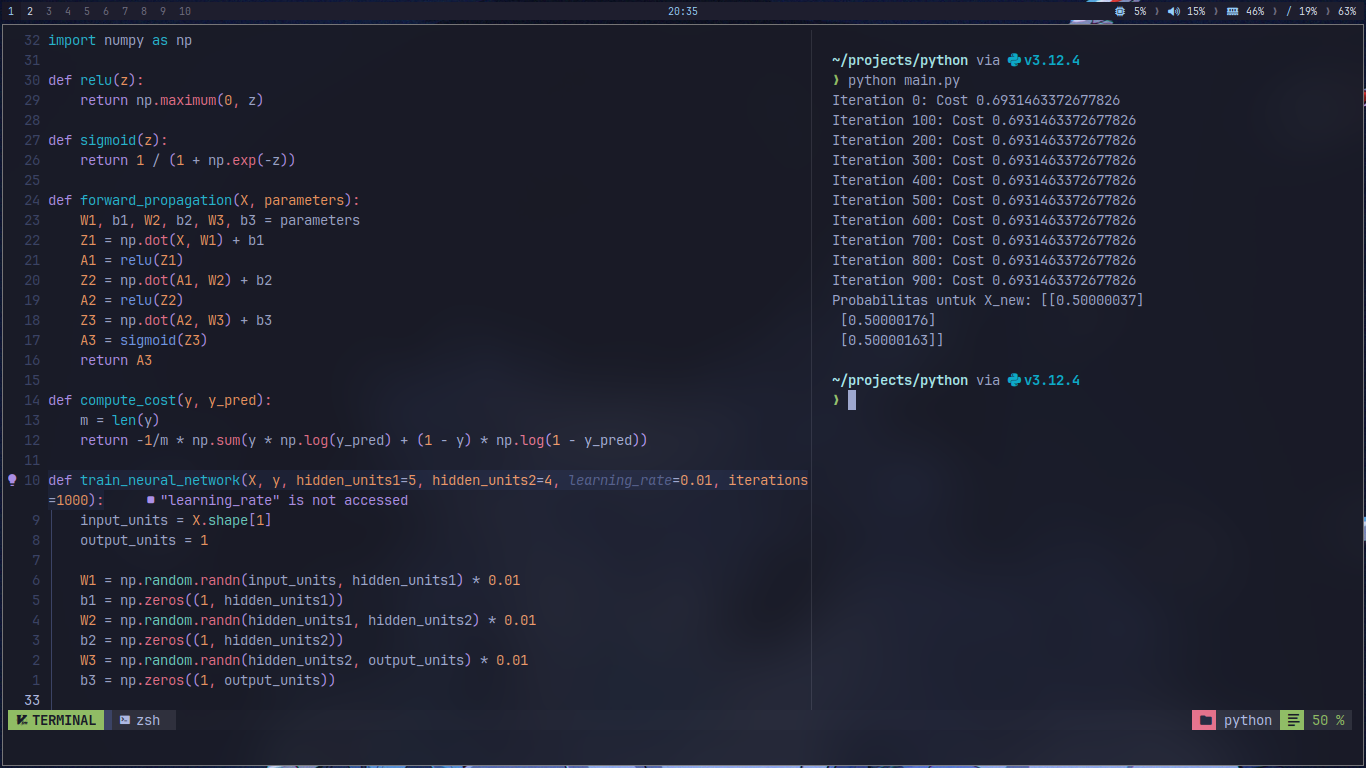 1 2 3 4 5 6 7 8 9 10 20:35 5% 15% 46% / 19% 63%
32 import numpy as np
31
30 def relu(z):
29     return np.maximum(0, z)
28
27 def sigmoid(z):
26     return 1 / (1 + np.exp(-z))
25
24 def forward_propagation(X, parameters):
23     W1, b1, W2, b2, W3, b3 = parameters
22     Z1 = np.dot(X, W1) + b1
21     A1 = relu(Z1)
20     Z2 = np.dot(A1, W2) + b2
19     A2 = relu(Z2)
18     Z3 = np.dot(A2, W3) + b3
17     A3 = sigmoid(Z3)
16     return A3
15
14 def compute_cost(y, y_pred):
13     m = len(y)
12     return -1/m * np.sum(y * np.log(y_pred) + (1 - y) * np.log(1 - y_pred))
11
10 def train_neural_network(X, y, hidden_units1=5, hidden_units2=4, learning_rate=0.01, iterations
=1000):     "learning_rate" is not accessed
9     input_units = X.shape[1]
8     output_units = 1
7
6     W1 = np.random.randn(input_units, hidden_units1) * 0.01
5     b1 = np.zeros((1, hidden_units1))
4     W2 = np.random.randn(hidden_units1, hidden_units2) * 0.01
3     b2 = np.zeros((1, hidden_units2))
2     W3 = np.random.randn(hidden_units2, output_units) * 0.01
1     b3 = np.zeros((1, output_units))
33
~/projects/python via v3.12.4
❯ python main.py
Iteration 0: Cost 0.6931463372677826
Iteration 100: Cost 0.6931463372677826
Iteration 200: Cost 0.6931463372677826
Iteration 300: Cost 0.6931463372677826
Iteration 400: Cost 0.6931463372677826
Iteration 500: Cost 0.6931463372677826
Iteration 600: Cost 0.6931463372677826
Iteration 700: Cost 0.6931463372677826
Iteration 800: Cost 0.6931463372677826
Iteration 900: Cost 0.6931463372677826
Probabilitas untuk X_new: [[0.50000037]
 [0.50000176]
 [0.50000163]]
~/projects/python via v3.12.4
❯
TERMINAL zsh python 50 %